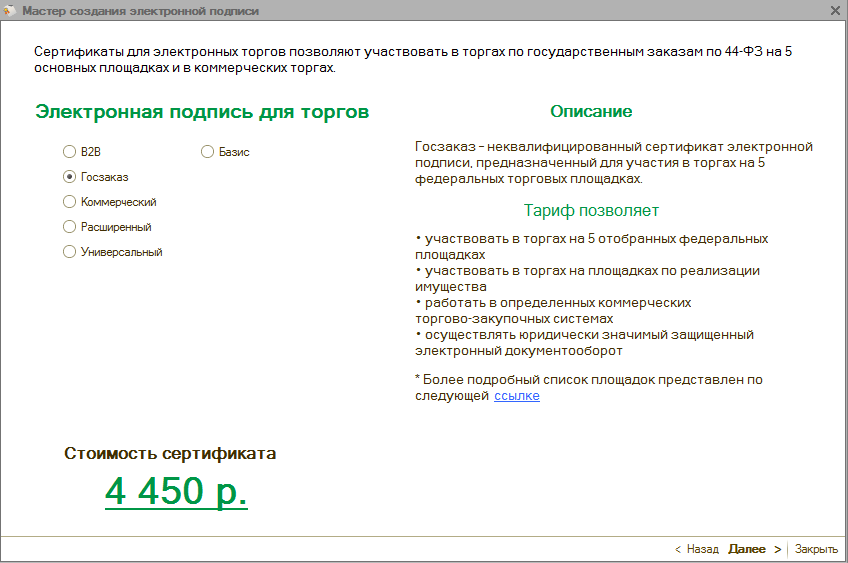 Мастер создания электронной подписи
Сертификаты для электронных торгов позволяют участвовать в торгах по государственным заказам по 44-ФЗ на 5
основных площадках и в коммерческих торгах.
Электронная подпись для торгов
B2B
Базис
Госзаказ
Коммерческий
Расширенный
Универсальный
Описание
Госзаказ – неквалифицированный сертификат электронной
подписи, предназначенный для участия в торгах на 5
федеральных торговых площадках.
Тариф позволяет
• участвовать в торгах на 5 отобранных федеральных
площадках
• участвовать в торгах на площадках по реализации
имущества
• работать в определенных коммерческих
торгово-закупочных системах
• осуществлять юридически значимый защищенный
электронный документооборот
* Более подробный список площадок представлен по
следующей ссылке
Стоимость сертификата
4 450 р.
< Назад Далее > Закрыть